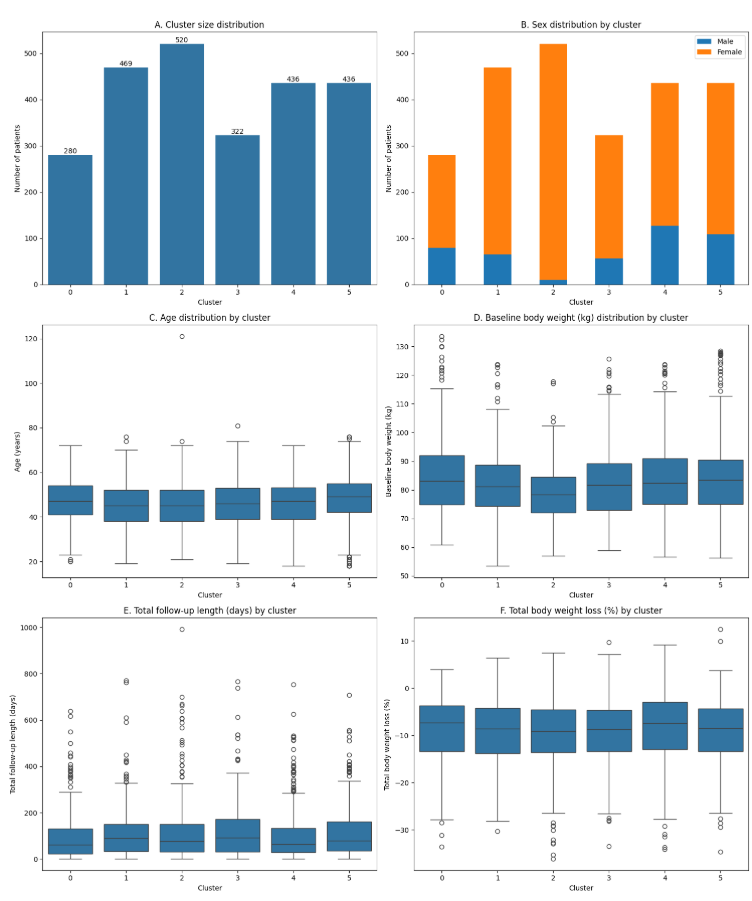 A. Cluster size distribution
Number of patients
500
400
300
200
100
0
280
469
520
322
436
436
0 1 2 3 4 5
Cluster
B. Sex distribution by cluster
Number of patients
500
400
300
200
100
0
Male
Female
0 1 2 3 4 5
Cluster
C. Age distribution by cluster
Age (years)
120
100
80
60
40
20
0 1 2 3 4 5
Cluster
D. Baseline body weight (kg) distribution by cluster
Baseline body weight (kg)
130
120
110
100
90
80
70
60
50
0 1 2 3 4 5
Cluster
E. Total follow-up length (days) by cluster
Total follow-up length (days)
1000
800
600
400
200
0
0 1 2 3 4 5
Cluster
F. Total body weight loss (%) by cluster
Total body weight loss (%)
10
0
−10
−20
−30
0 1 2 3 4 5
Cluster